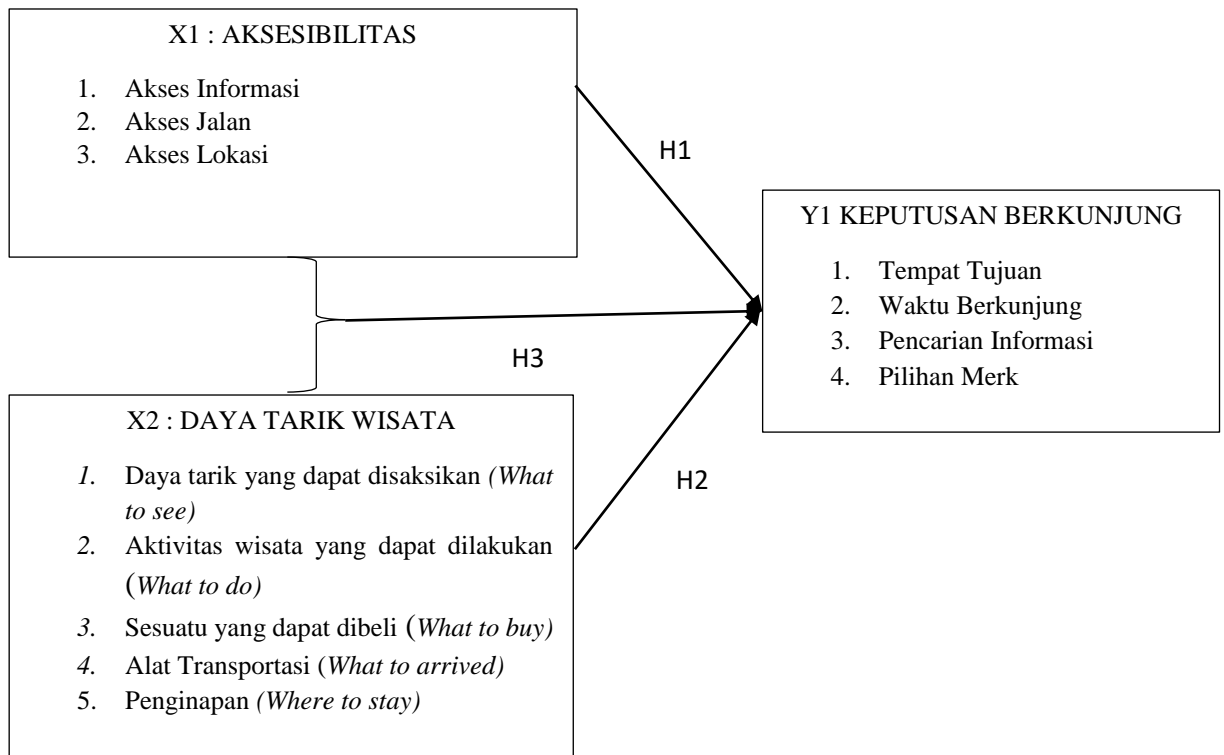 X1 : AKSESIBILITAS
1. Akses Informasi
2. Akses Jalan
3. Akses Lokasi
H1
Y1 KEPUTUSAN BERKUNJUNG
1. Tempat Tujuan
2. Waktu Berkunjung
3. Pencarian Informasi
4. Pilihan Merk
H3
X2 : DAYA TARIK WISATA
1. Daya tarik yang dapat disaksikan (What
to see)
2. Aktivitas wisata yang dapat dilakukan
(What to do)
3. Sesuatu yang dapat dibeli (What to buy)
4. Alat Transportasi (What to arrived)
5. Penginapan (Where to stay)
H2